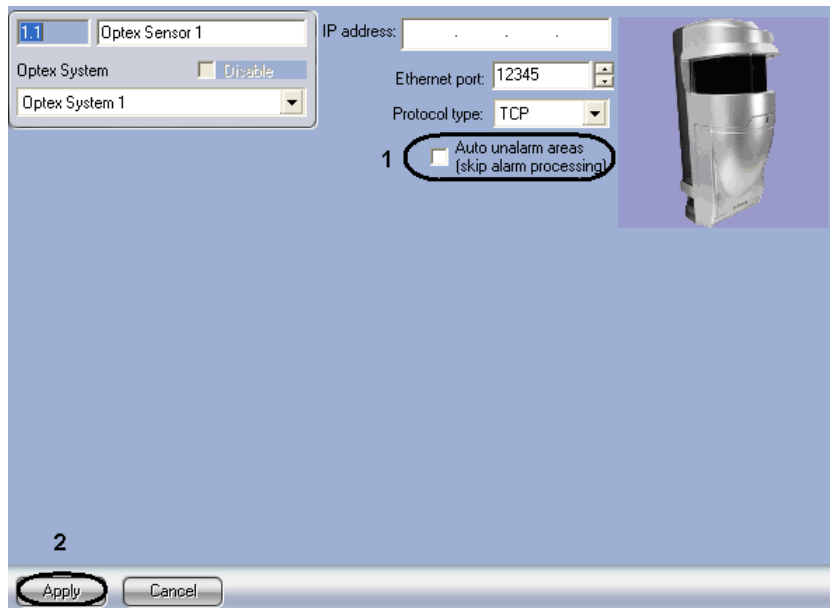 1.1 Optex Sensor 1
Optex System Disable
Optex System 1
IP address: . . .
Ethernet port: 12345
Protocol type: TCP
1 Auto unalarm areas
(skip alarm processing)
2
Apply Cancel